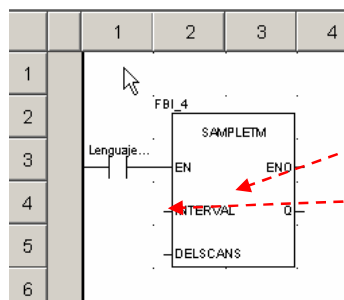 1 2 3 4
1
2
3
4
5
6
FBI_4
SAMPLETM
Lenguaje...
EN ENO
INTERVAL Q
DELSCANS